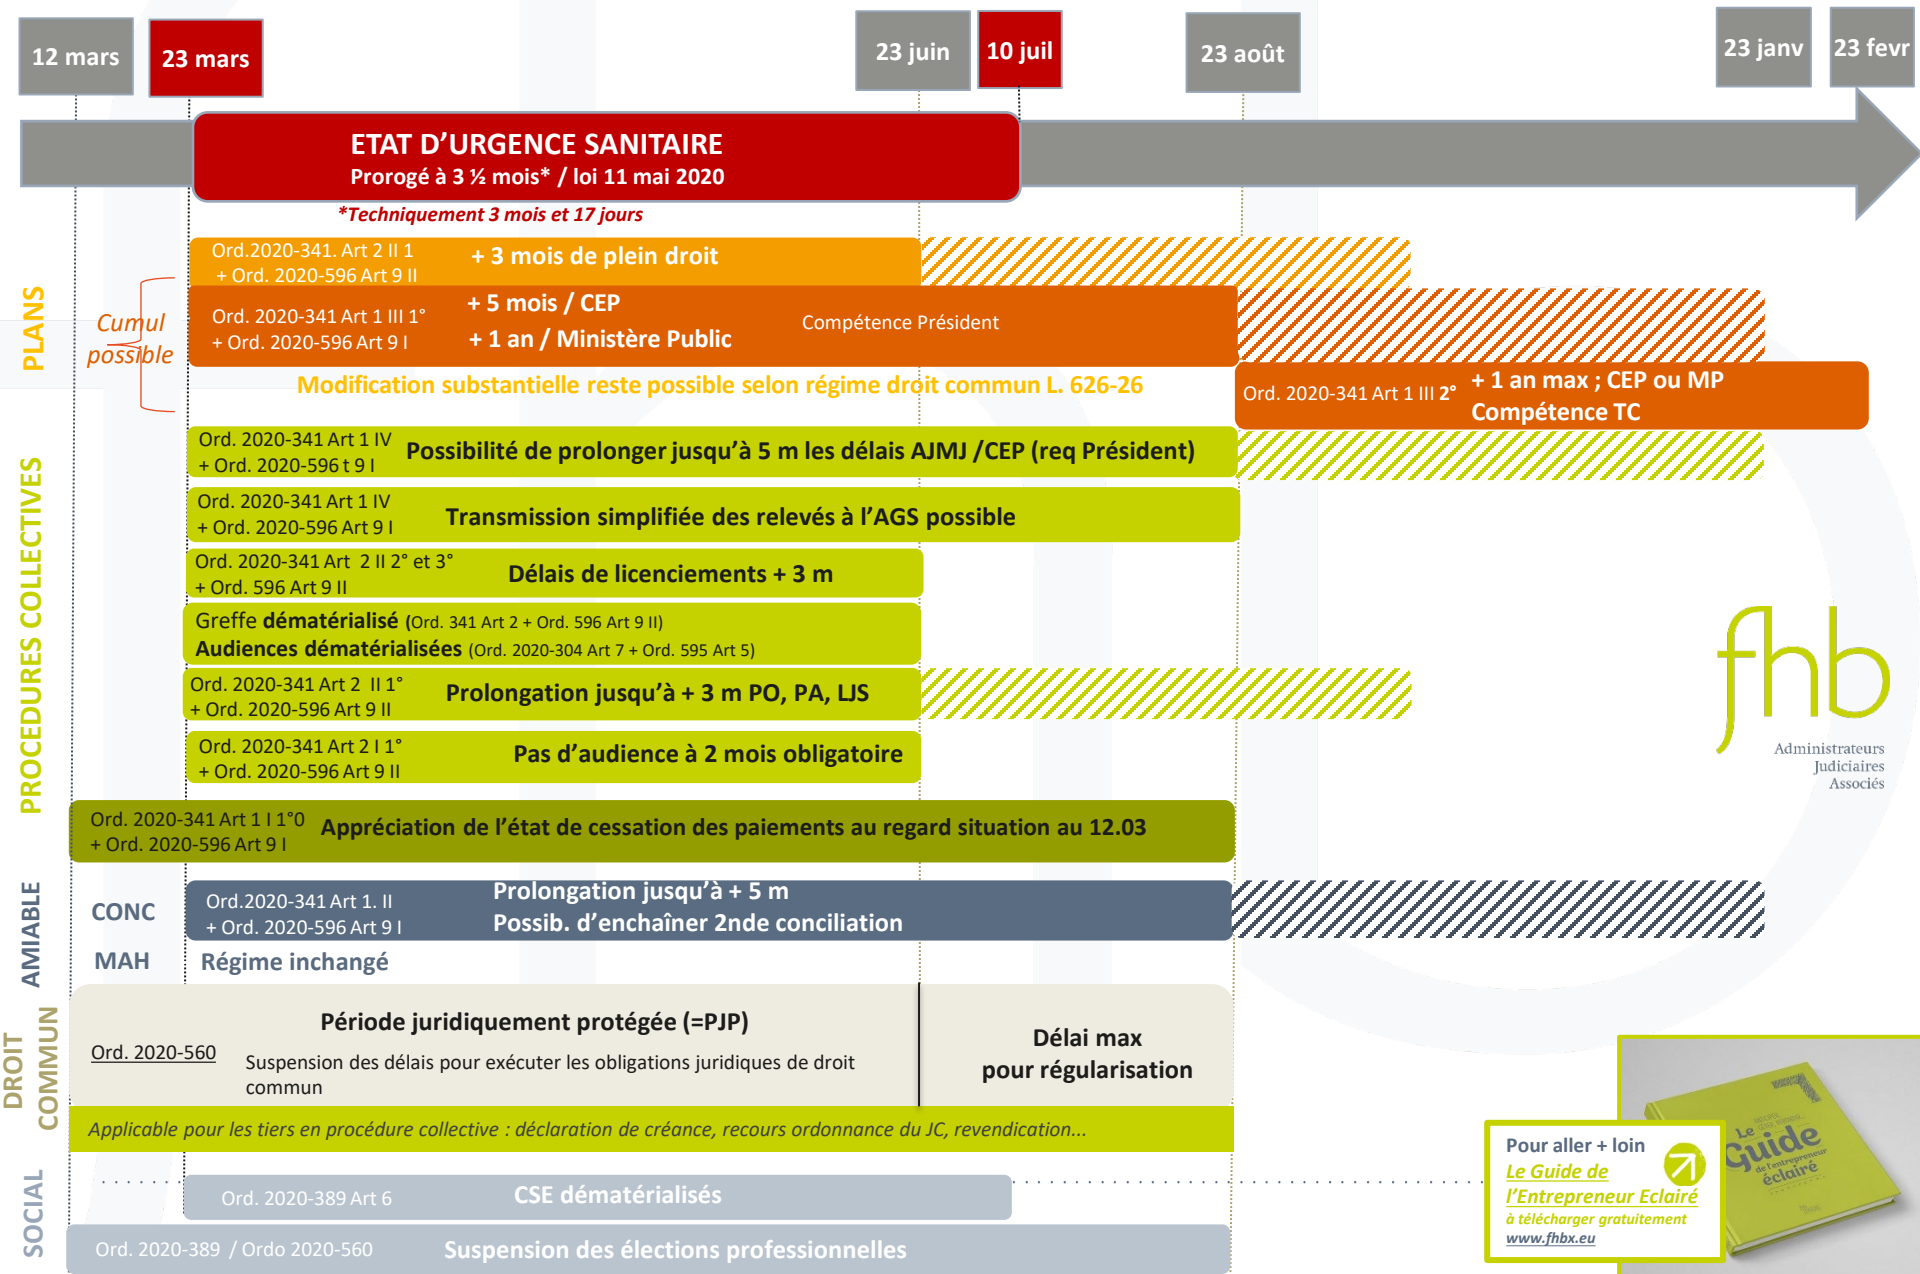 12 mars
23 mars
23 juin
10 juil
23 août
23 janv
23 fevr
ETAT D'URGENCE SANITAIRE
Prorogé à 3 ½ mois* / loi 11 mai 2020
*Techniquement 3 mois et 17 jours
PLANS
Cumul
possible
Ord.2020-341. Art 2 II 1
+ Ord. 2020-596 Art 9 II
+ 3 mois de plein droit
Ord. 2020-341 Art 1 III 1°
+ Ord. 2020-596 Art 9 I
+ 5 mois / CEP
+ 1 an / Ministère Public
Compétence Président
Modification substantielle reste possible selon régime droit commun L. 626-26
Ord. 2020-341 Art 1 III 2°
+ 1 an max ; CEP ou MP
Compétence TC
PROCEDURES COLLECTIVES
Ord. 2020-341 Art 1 IV
+ Ord. 2020-596 t 9 I
Possibilité de prolonger jusqu'à 5 m les délais AJMJ /CEP (req Président)
Ord. 2020-341 Art 1 IV
+ Ord. 2020-596 Art 9 I
Transmission simplifiée des relevés à l'AGS possible
Ord. 2020-341 Art 2 II 2° et 3°
+ Ord. 596 Art 9 II
Délais de licenciements + 3 m
Greffe dématérialisé (Ord. 341 Art 2 + Ord. 596 Art 9 II)
Audiences dématérialisées (Ord. 2020-304 Art 7 + Ord. 595 Art 5)
Ord. 2020-341 Art 2 II 1°
+ Ord. 2020-596 Art 9 II
Prolongation jusqu'à + 3 m PO, PA, LJS
Ord. 2020-341 Art 2 I 1°
+ Ord. 2020-596 Art 9 II
Pas d'audience à 2 mois obligatoire
Ord. 2020-341 Art 1 I 1°0
+ Ord. 2020-596 Art 9 I
Appréciation de l'état de cessation des paiements au regard situation au 12.03
fhb
Administrateurs
Judiciaires
Associés
AMIABLE
CONC
Ord.2020-341 Art 1. II
+ Ord. 2020-596 Art 9 I
Prolongation jusqu'à + 5 m
Possib. d'enchaîner 2nde conciliation
MAH
Régime inchangé
DROIT
COMMUN
Ord. 2020-560
Période juridiquement protégée (=PJP)
Suspension des délais pour exécuter les obligations juridiques de droit
commun
Délai max
pour régularisation
Applicable pour les tiers en procédure collective : déclaration de créance, recours ordonnance du JC, revendication...
SOCIAL
Ord. 2020-389 Art 6
CSE dématérialisés
Ord. 2020-389 / Ordo 2020-560
Suspension des élections professionnelles
Pour aller + loin
Le Guide de
l'Entrepreneur Eclairé
à télécharger gratuitement
www.fhbx.eu
Le
Guide
de l'entrepreneur
éclairé